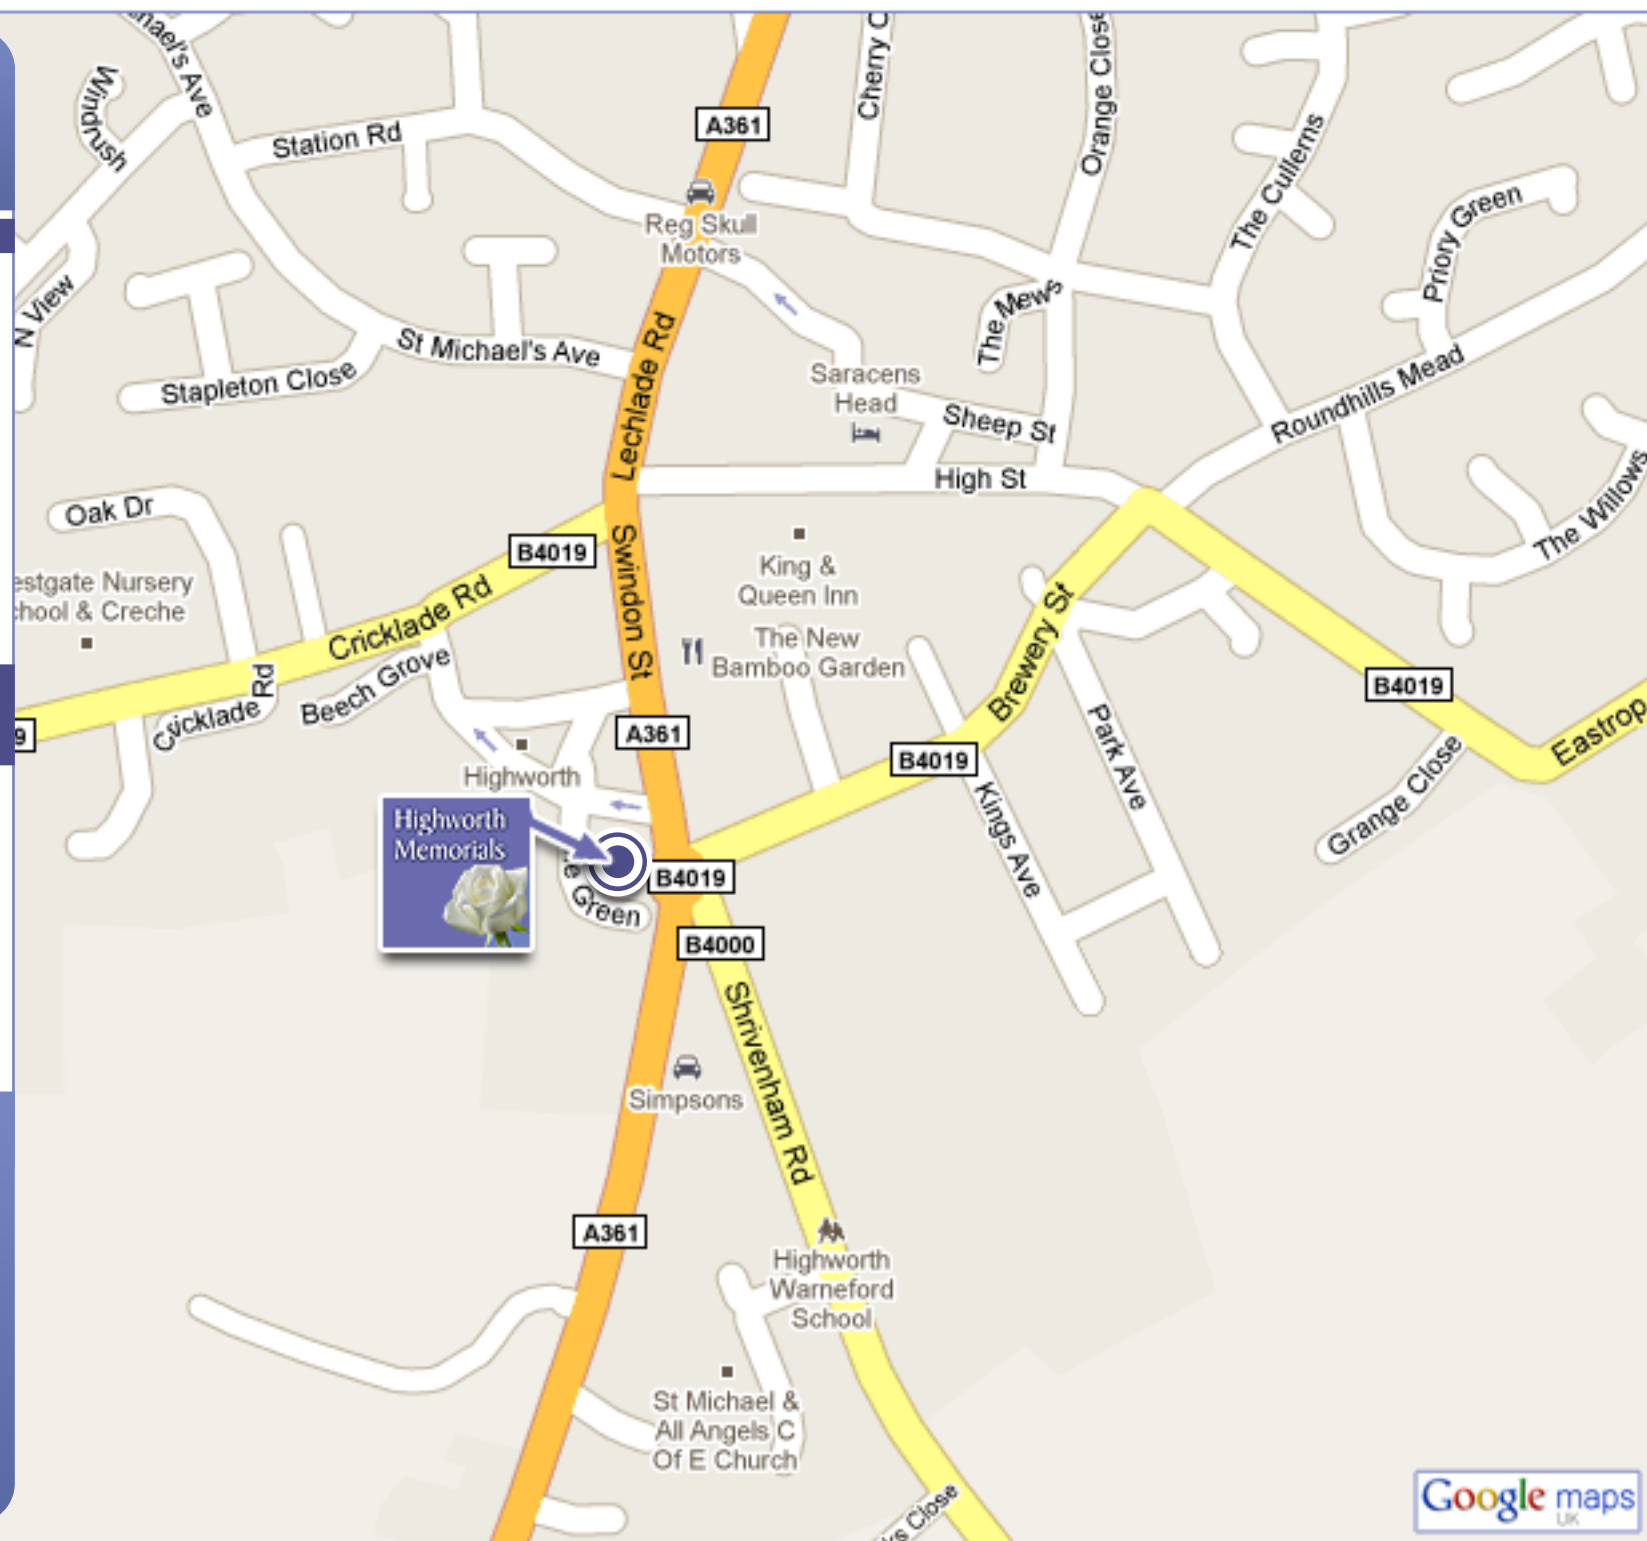 Windrush
Station Rd
A361
Cherry
Orange Close
The Cullerns
Priory Green
Reg Skull
Motors
N View
The Mews
St Michael's Ave
Stapleton Close
Lechlade Rd
Saracens
Head
Sheep St
Roundhills Mead
High St
Oak Dr
The Willows
B4019
Swindon St
King &
Queen Inn
Cricklade Rd
Nursery
& Creche
The New
Bamboo Garden
Brewery St
B4019
Beech Grove
Cricklade Rd
A361
Park Ave
B4019
Eastrop
Grange Close
Highworth
Kings Ave
Highworth
Memorials
B4019
Green
B4000
Shrivenham Rd
Simpsons
A361
Highworth
Warneford
School
St Michael &
All Angels C
Of E Church
Close
Google maps
UK